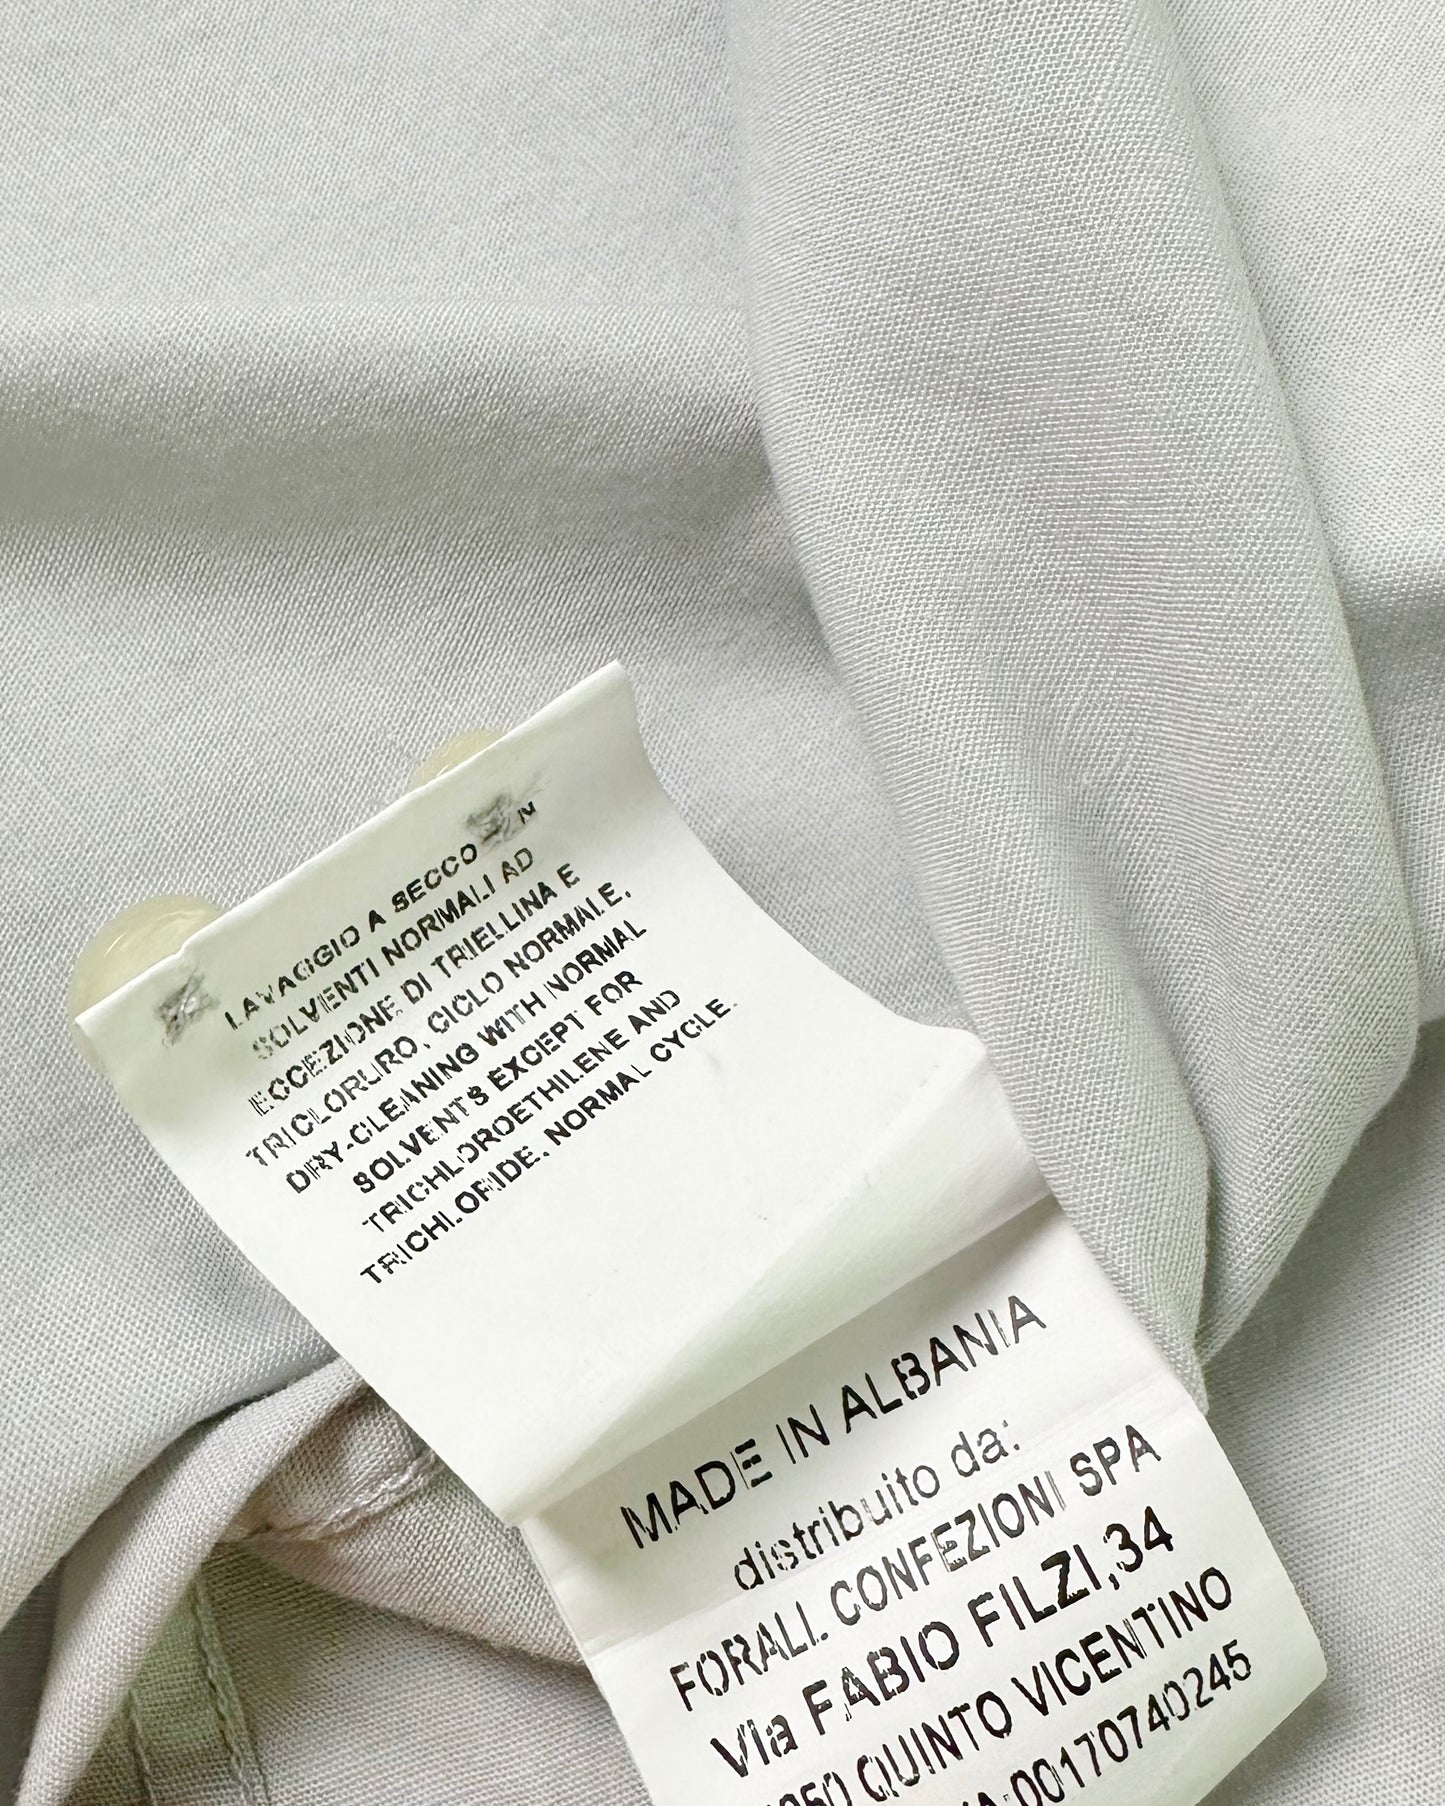 LAVAGGIO A SECCO
SOLVENTI NORMALI AD
ECCEZIONE DI TRIELLINA E
TRICLORURO, CICLO NORMALE.
DRY-CLEANING WITH NORMAL
SOLVENTS EXCEPT FOR
TRICHLOROETHILENE AND
TRICHLORIDE, NORMAL CYCLE.
MADE IN ALBANIA
distribuito da:
FORALL CONFEZIONI SPA
Via FABIO FILZI,34
QUINTO VICENTINO
00170740245